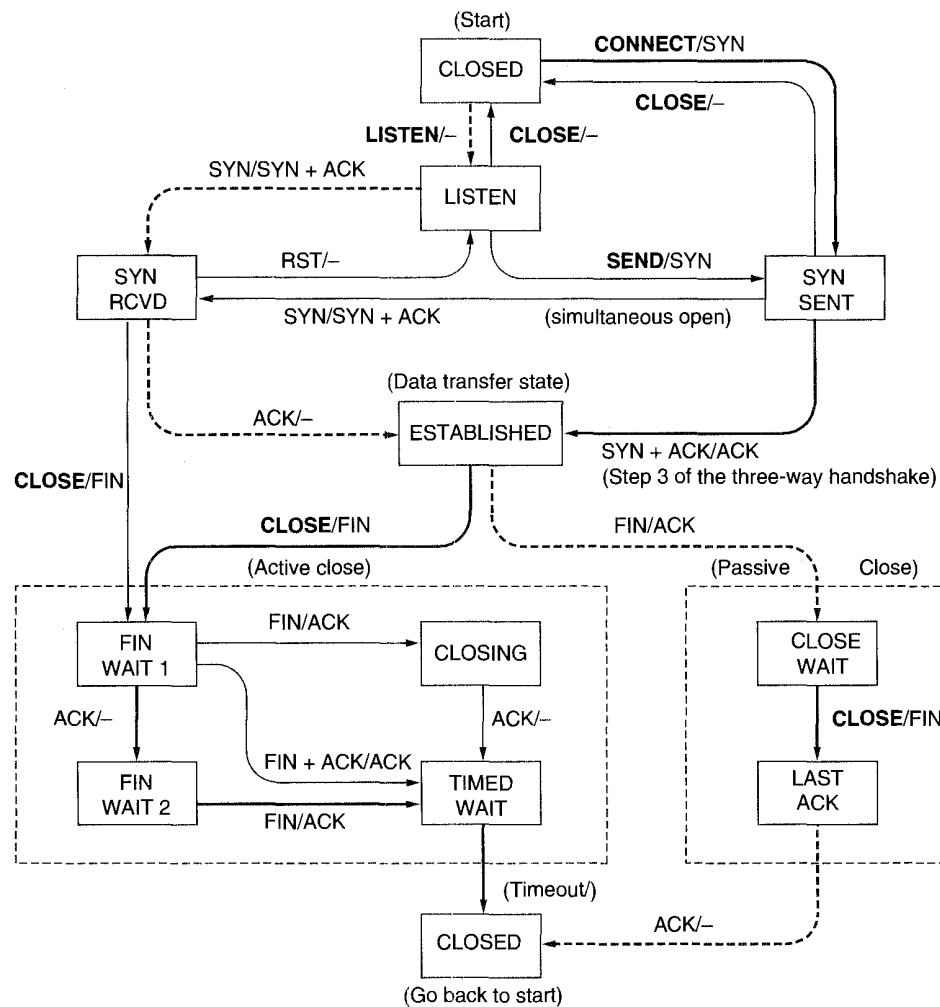 (Start)
CONNECT/SYN
CLOSED
CLOSE/–
LISTEN/–
CLOSE/–
SYN/SYN + ACK
LISTEN
RST/–
SEND/SYN
SYN
RCVD
SYN
SENT
SYN/SYN + ACK
(simultaneous open)
(Data transfer state)
ACK/–
ESTABLISHED
SYN + ACK/ACK
(Step 3 of the three-way handshake)
CLOSE/FIN
CLOSE/FIN
FIN/ACK
(Active close)
(Passive
Close)
FIN/ACK
FIN
WAIT 1
CLOSING
CLOSE
WAIT
ACK/–
ACK/–
CLOSE/FIN
FIN + ACK/ACK
FIN
WAIT 2
TIMED
WAIT
LAST
ACK
FIN/ACK
(Timeout/)
ACK/–
CLOSED
(Go back to start)